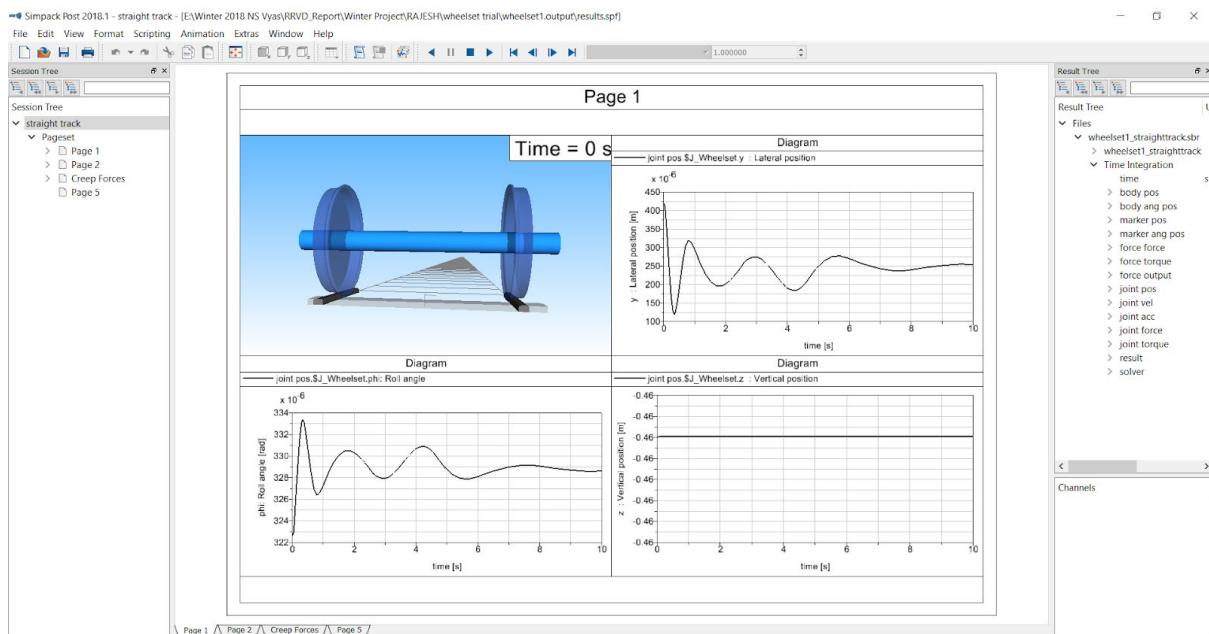 Simpack Post 2018.1 - straight track - [E:\Winter 2018 NS Vyas\RRVD_Report\Winter Project\RAJESH\wheelset trial\wheelset1.output\results.spf]
File Edit View Format Scripting Animation Extras Window Help
1.000000
Session Tree
Session Tree
straight track
Pageset
Page 1
Page 2
Creep Forces
Page 5
Page 1
Time = 0 s
Diagram
joint pos.$J_Wheelset.y : Lateral position
x 10^-6
450
400
350
300
250
200
150
100
y : Lateral position [m]
0 2 4 6 8 10
time [s]
Diagram
joint pos.$J_Wheelset.phi: Roll angle
x 10^-6
334
332
330
328
326
324
322
phi: Roll angle [rad]
0 2 4 6 8 10
time [s]
Diagram
joint pos.$J_Wheelset.z : Vertical position
-0.46
-0.46
-0.46
-0.46
-0.46
-0.46
-0.46
-0.46
z : Vertical position [m]
0 2 4 6 8 10
time [s]
Page 1 Page 2 Creep Forces Page 5
Result Tree
Result Tree U
Files
wheelset1_straighttrack.sbr
wheelset1_straighttrack
Time Integration
time s
body pos
body ang pos
marker pos
marker ang pos
force force
force torque
force output
joint pos
joint vel
joint acc
joint force
joint torque
result
solver
Channels